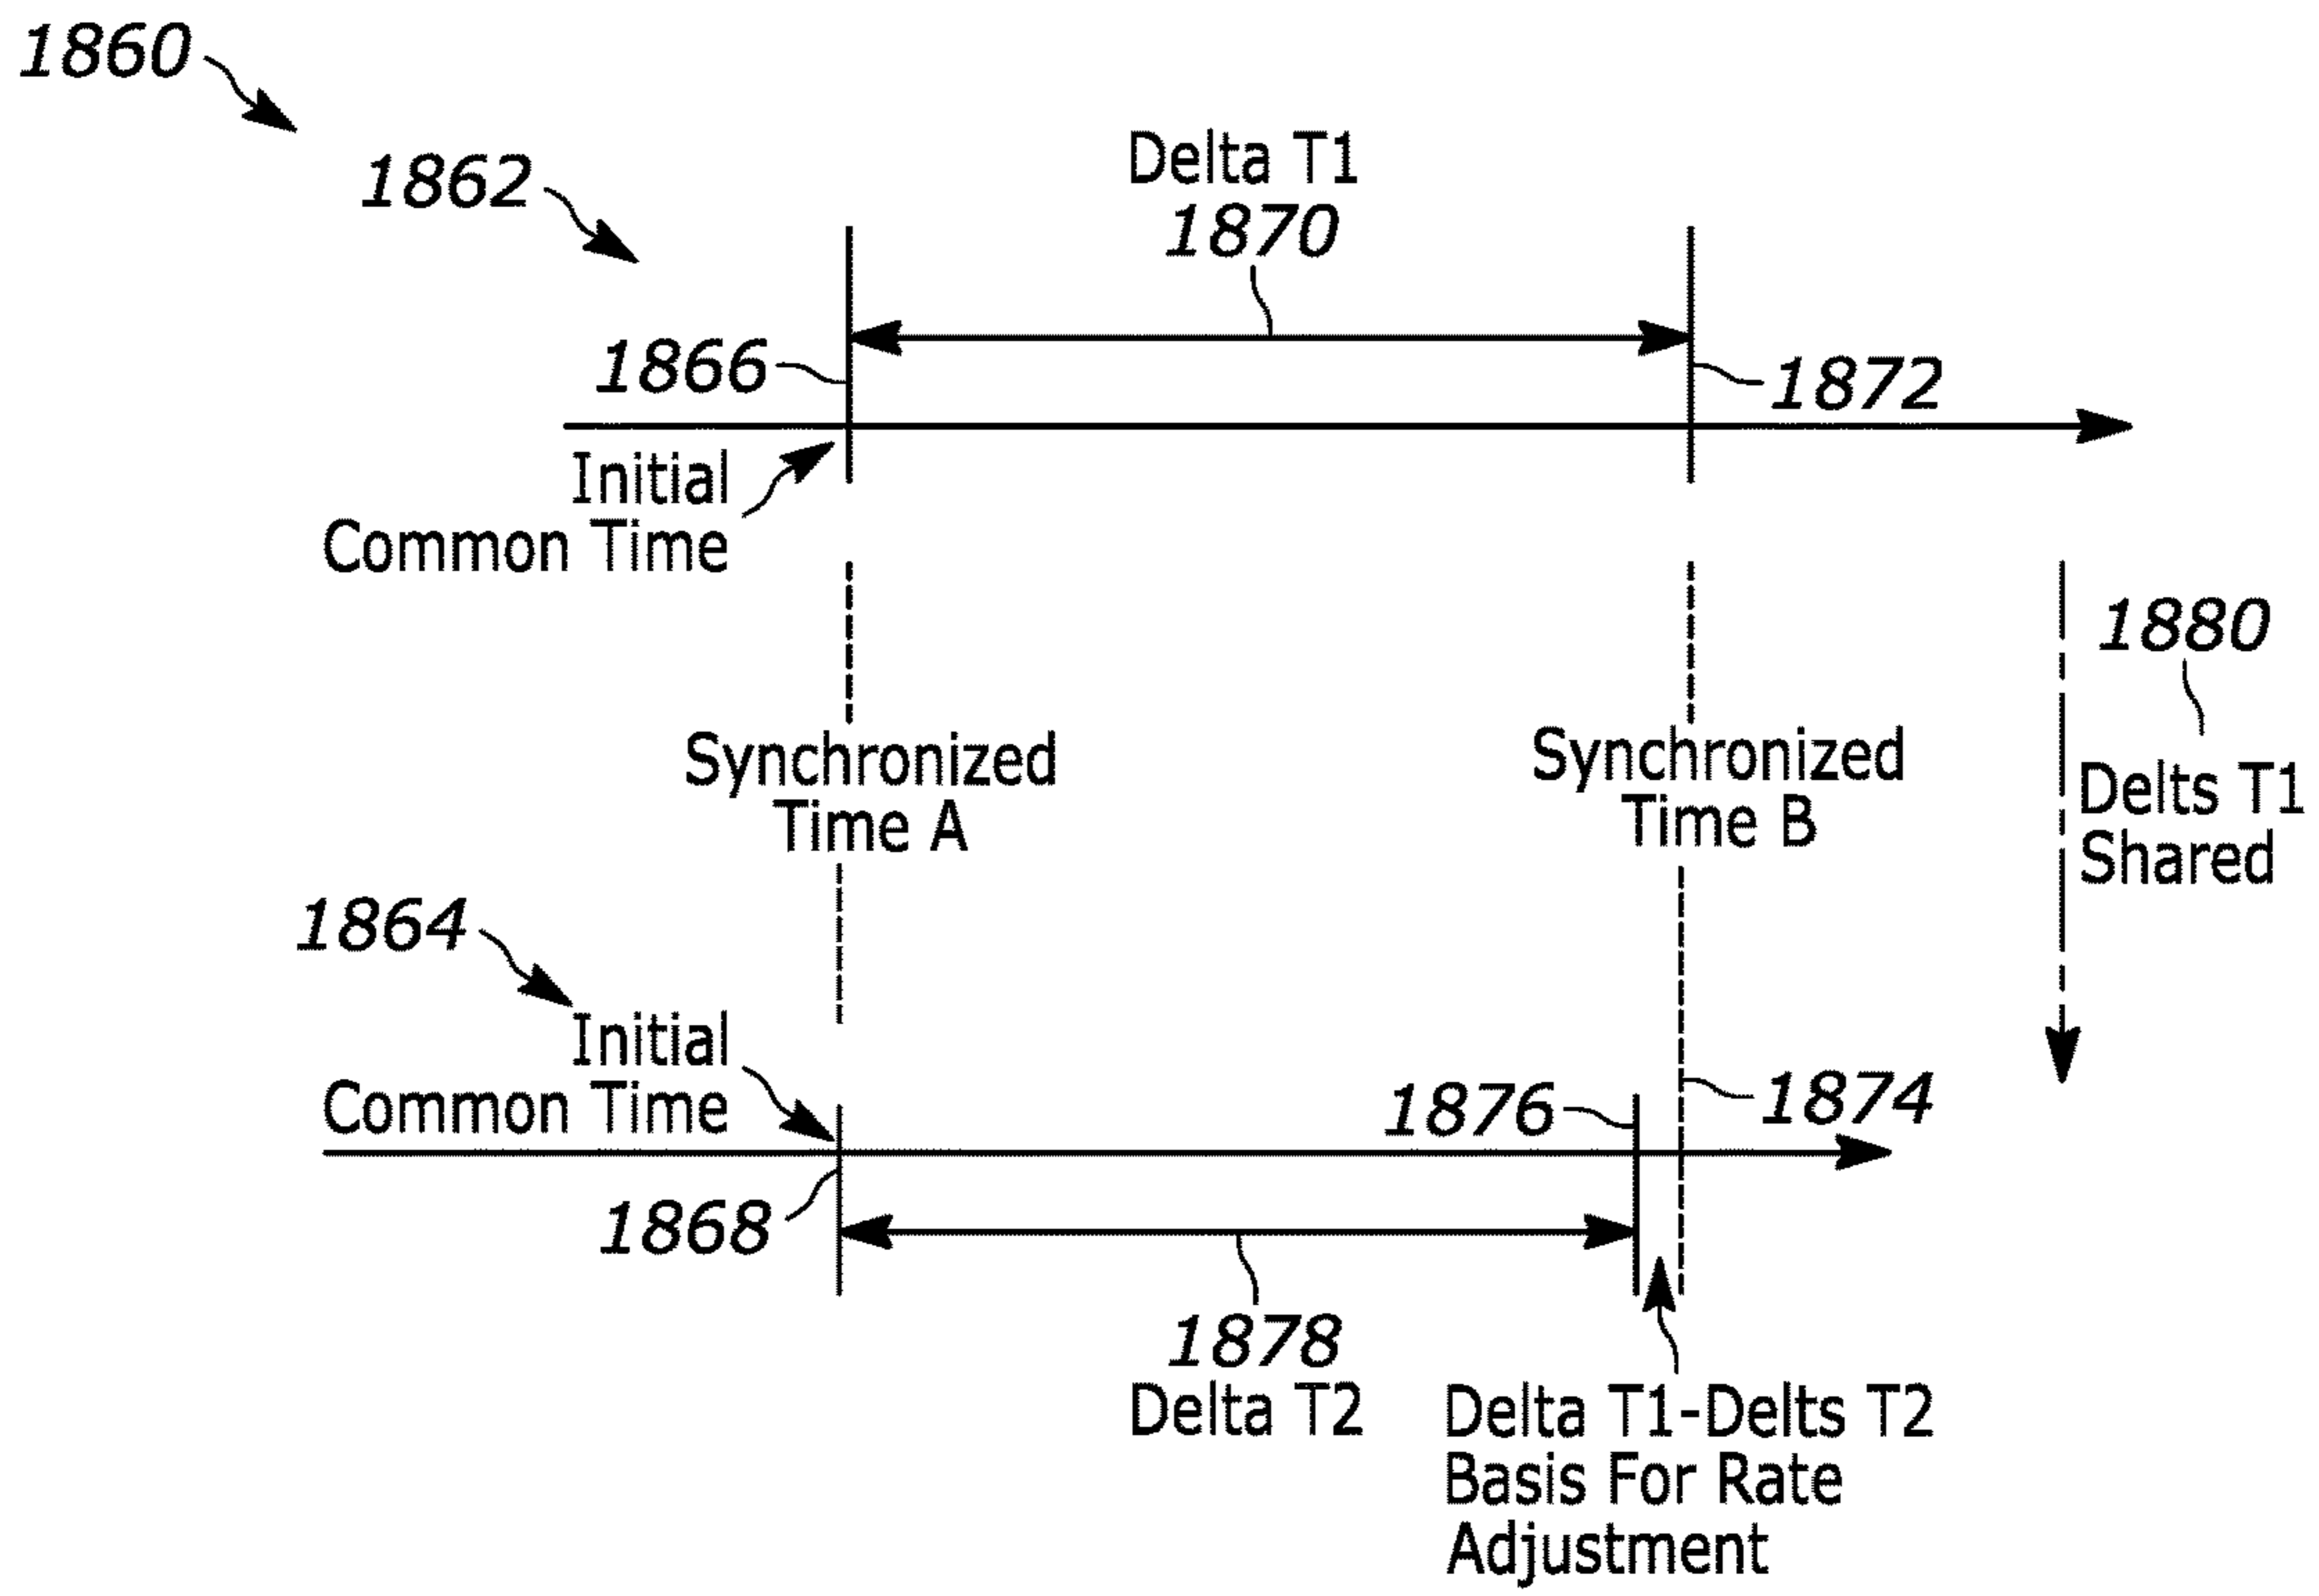 1860
1862
Delta T1
1870
1866
1872
Initial
Common Time
1880
Synchronized
Time A
Synchronized
Time B
Delts T1
Shared
1864
Initial
Common Time
1876
1874
1868
1878
Delta T2
Delta T1-Delts T2
Basis For Rate
Adjustment